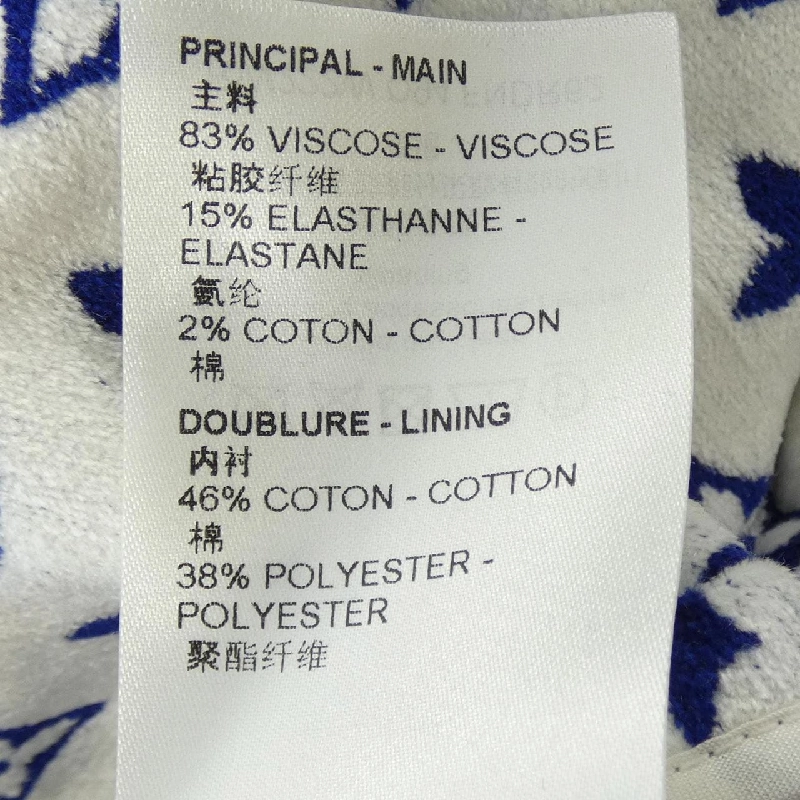 PRINCIPAL - MAIN
主料
83% VISCOSE - VISCOSE
粘胶纤维
15% ELASTHANNE -
ELASTANE
氨纶
2% COTON - COTTON
棉
DOUBLURE - LINING
内衬
46% COTON - COTTON
棉
38% POLYESTER -
POLYESTER
聚酯纤维